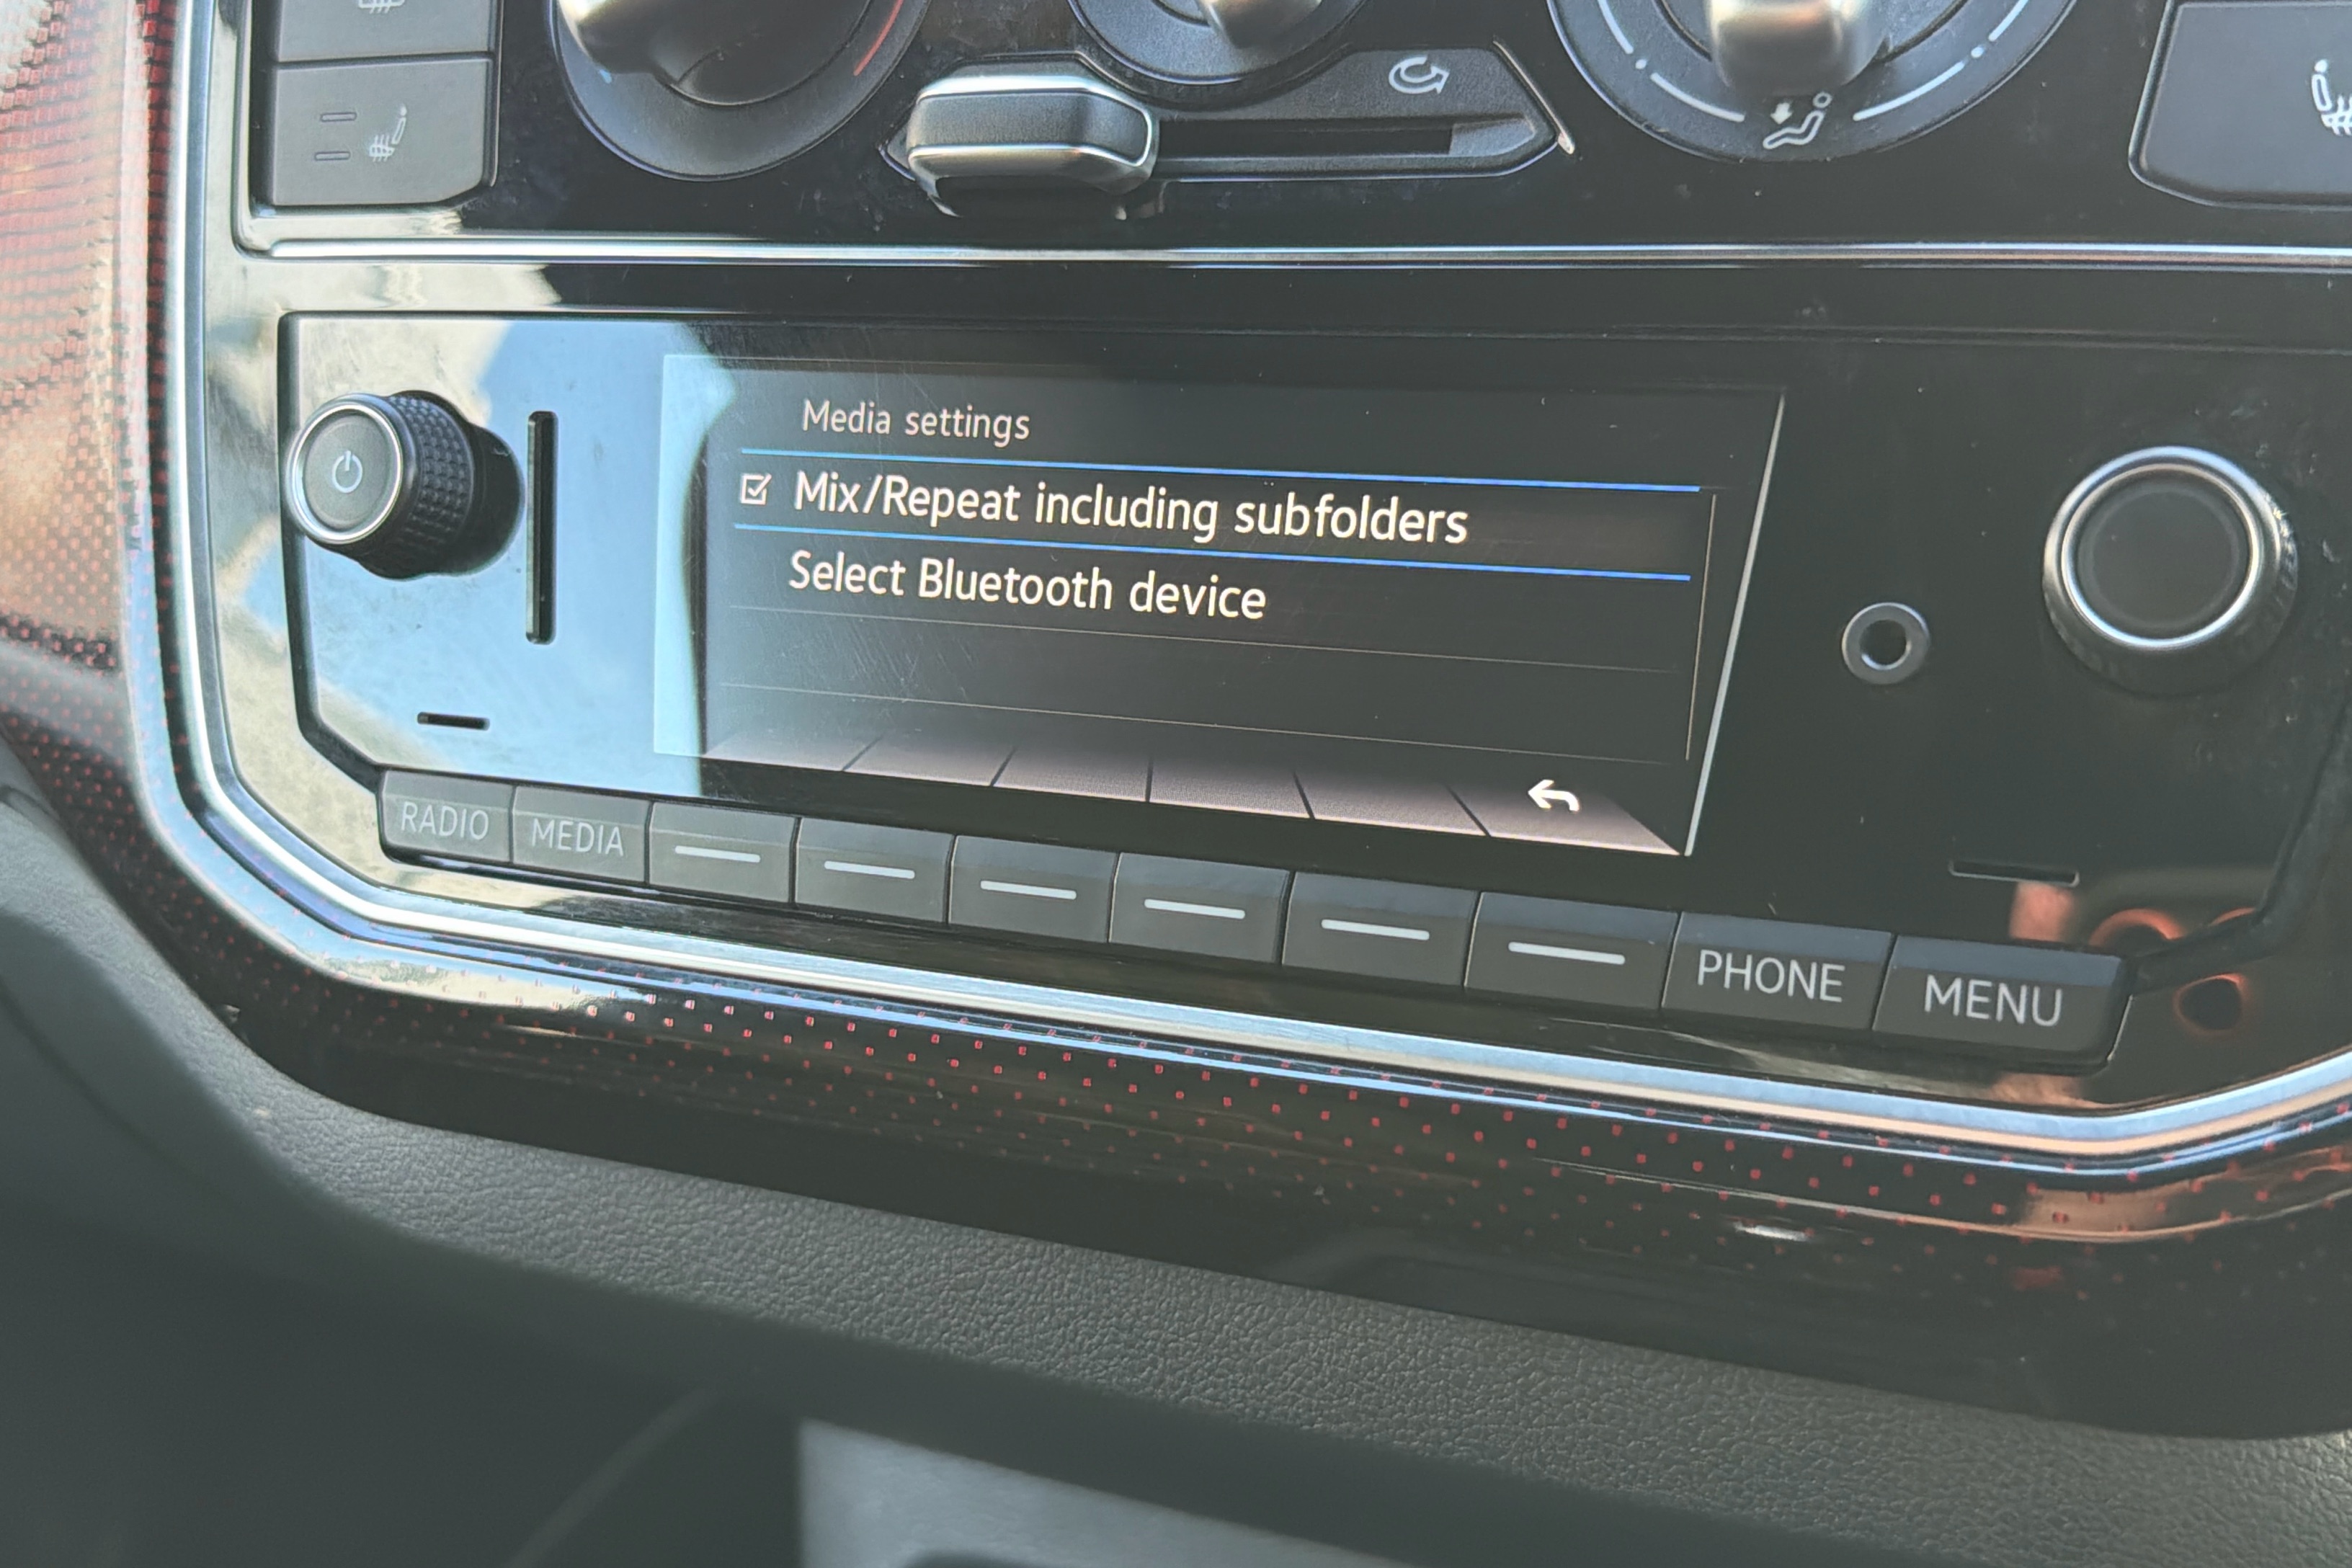 Media settings
Mix/Repeat including subfolders
Select Bluetooth device
RADIO MEDIA PHONE MENU